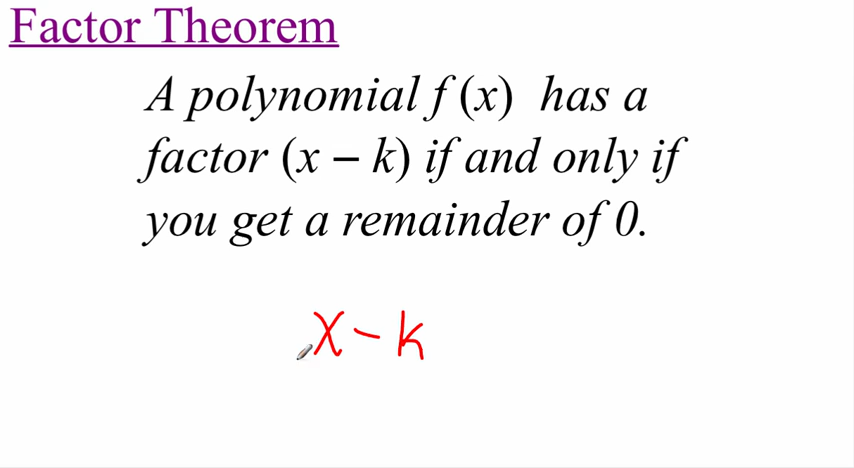 Factor Theorem
A polynomial f (x) has a
factor (x – k) if and only if
you get a remainder of 0.
x – k